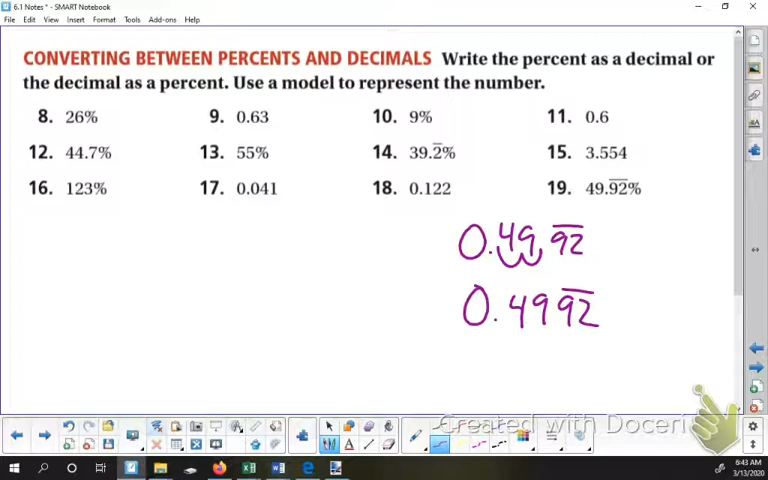 6.1 Notes * - SMART Notebook
File Edit View Insert Format Tools Add-ons Help
CONVERTING BETWEEN PERCENTS AND DECIMALS Write the percent as a decimal or
the decimal as a percent. Use a model to represent the number.
8. 26% 9. 0.63 10. 9% 11. 0.6
12. 44.7% 13. 55% 14. 39.2̅% 15. 3.554
16. 123% 17. 0.041 18. 0.122 19. 49.9̅2̅%
0.499̅2̅
0.499̅2̅
Created with Doceri
6:43 AM
3/13/2020